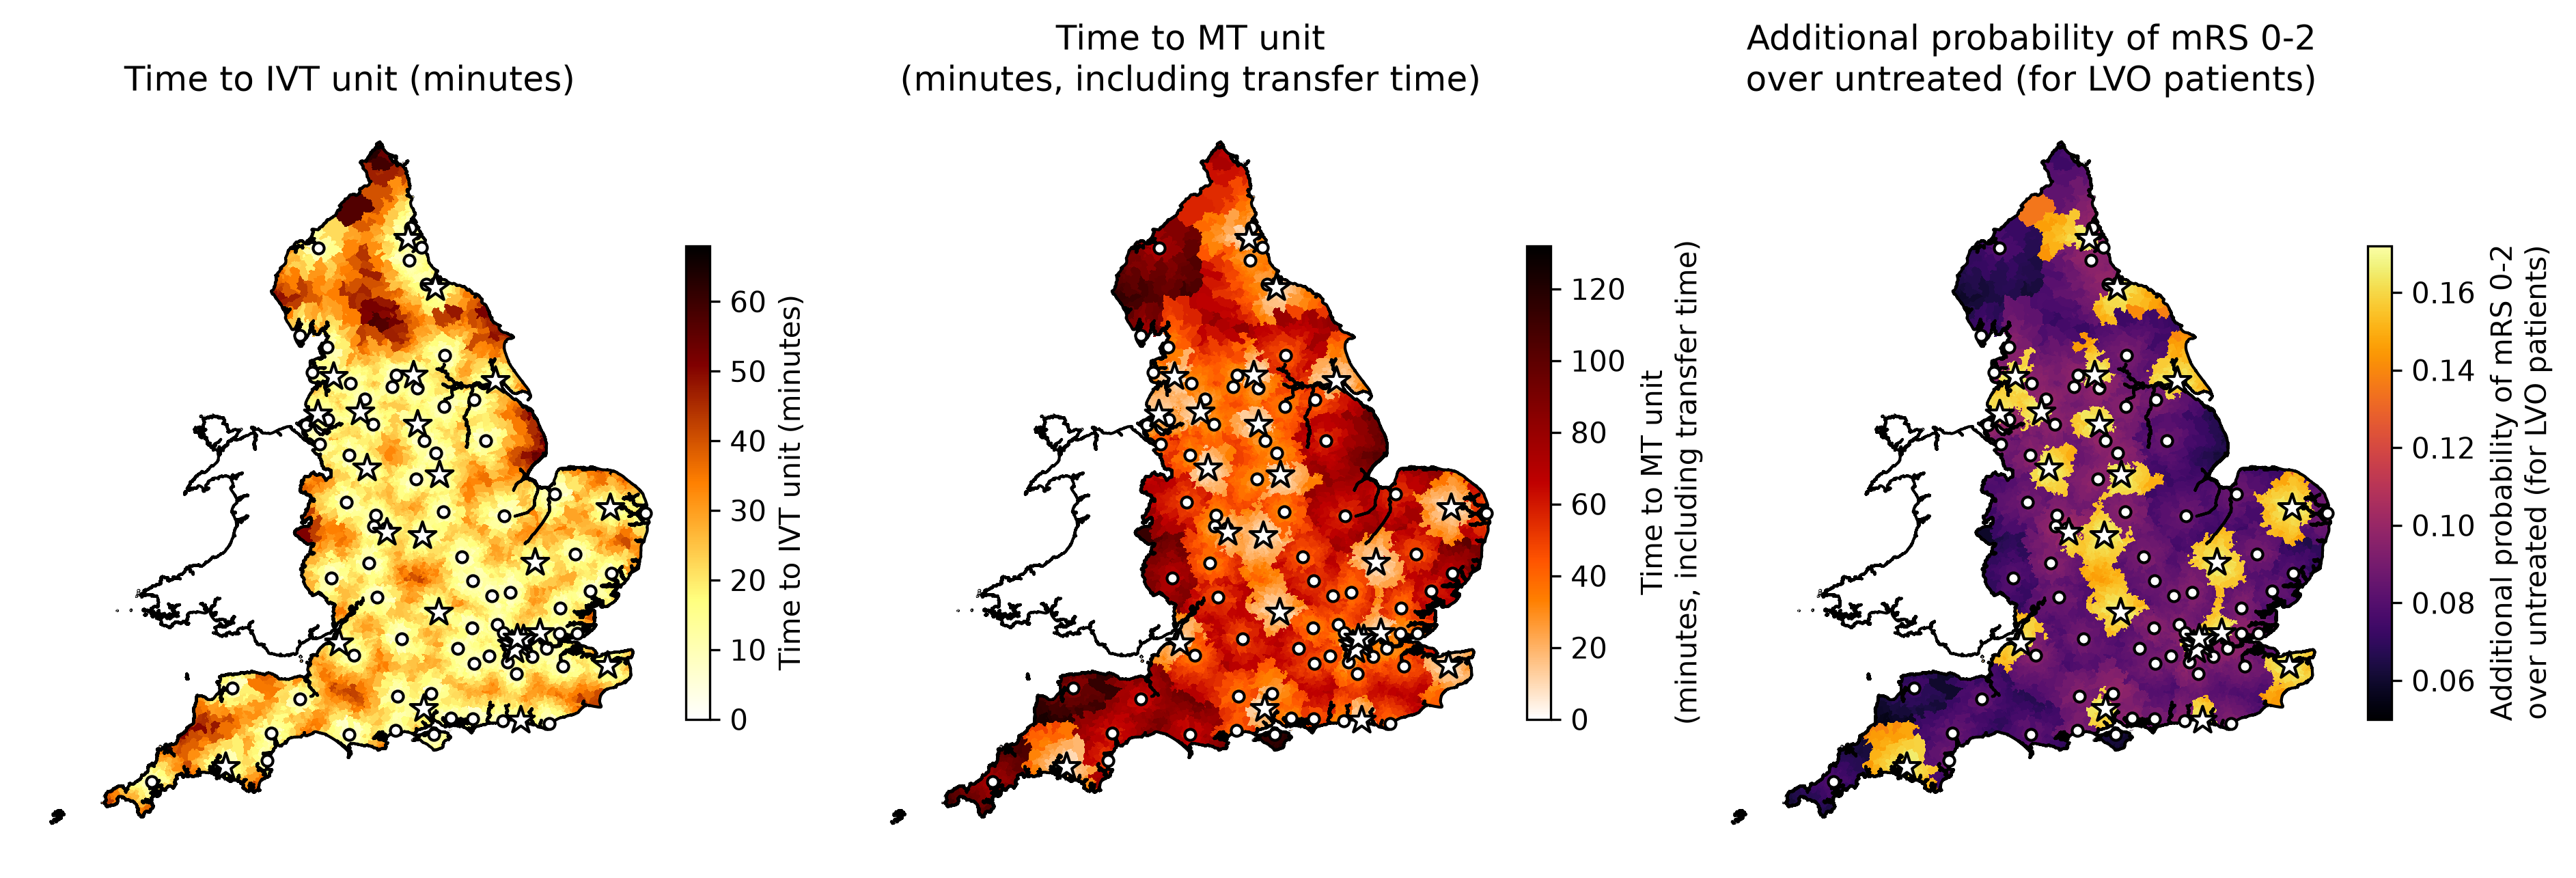 Time to IVT unit (minutes)
60
50
40
30
20
10
0
Time to IVT unit (minutes)
Time to MT unit
(minutes, including transfer time)
120
100
80
60
40
20
0
Time to MT unit
(minutes, including transfer time)
Additional probability of mRS 0-2
over untreated (for LVO patients)
0.16
0.14
0.12
0.10
0.08
0.06
Additional probability of mRS 0-2
over untreated (for LVO patients)